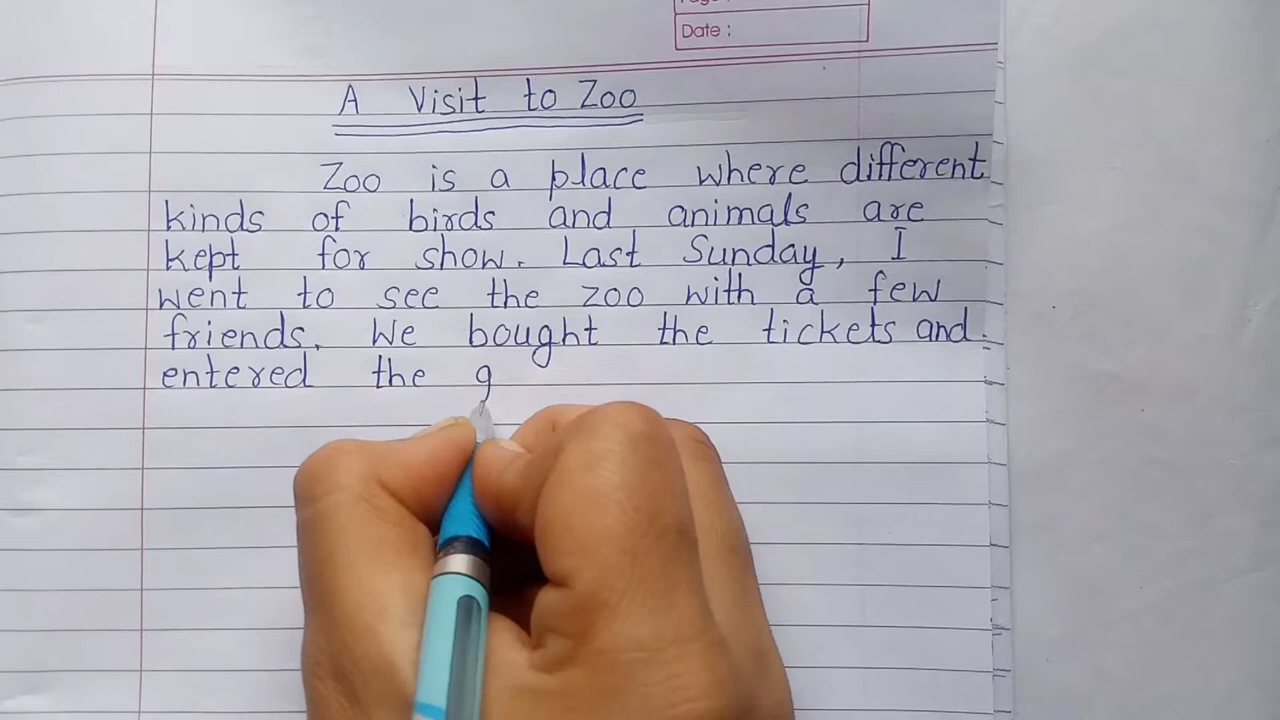 Date :
A Visit to Zoo
Zoo is a place where different
kinds of birds and animals are
kept for show. Last Sunday, I
went to see the zoo with a few
friends. We bought the tickets and
entered the g